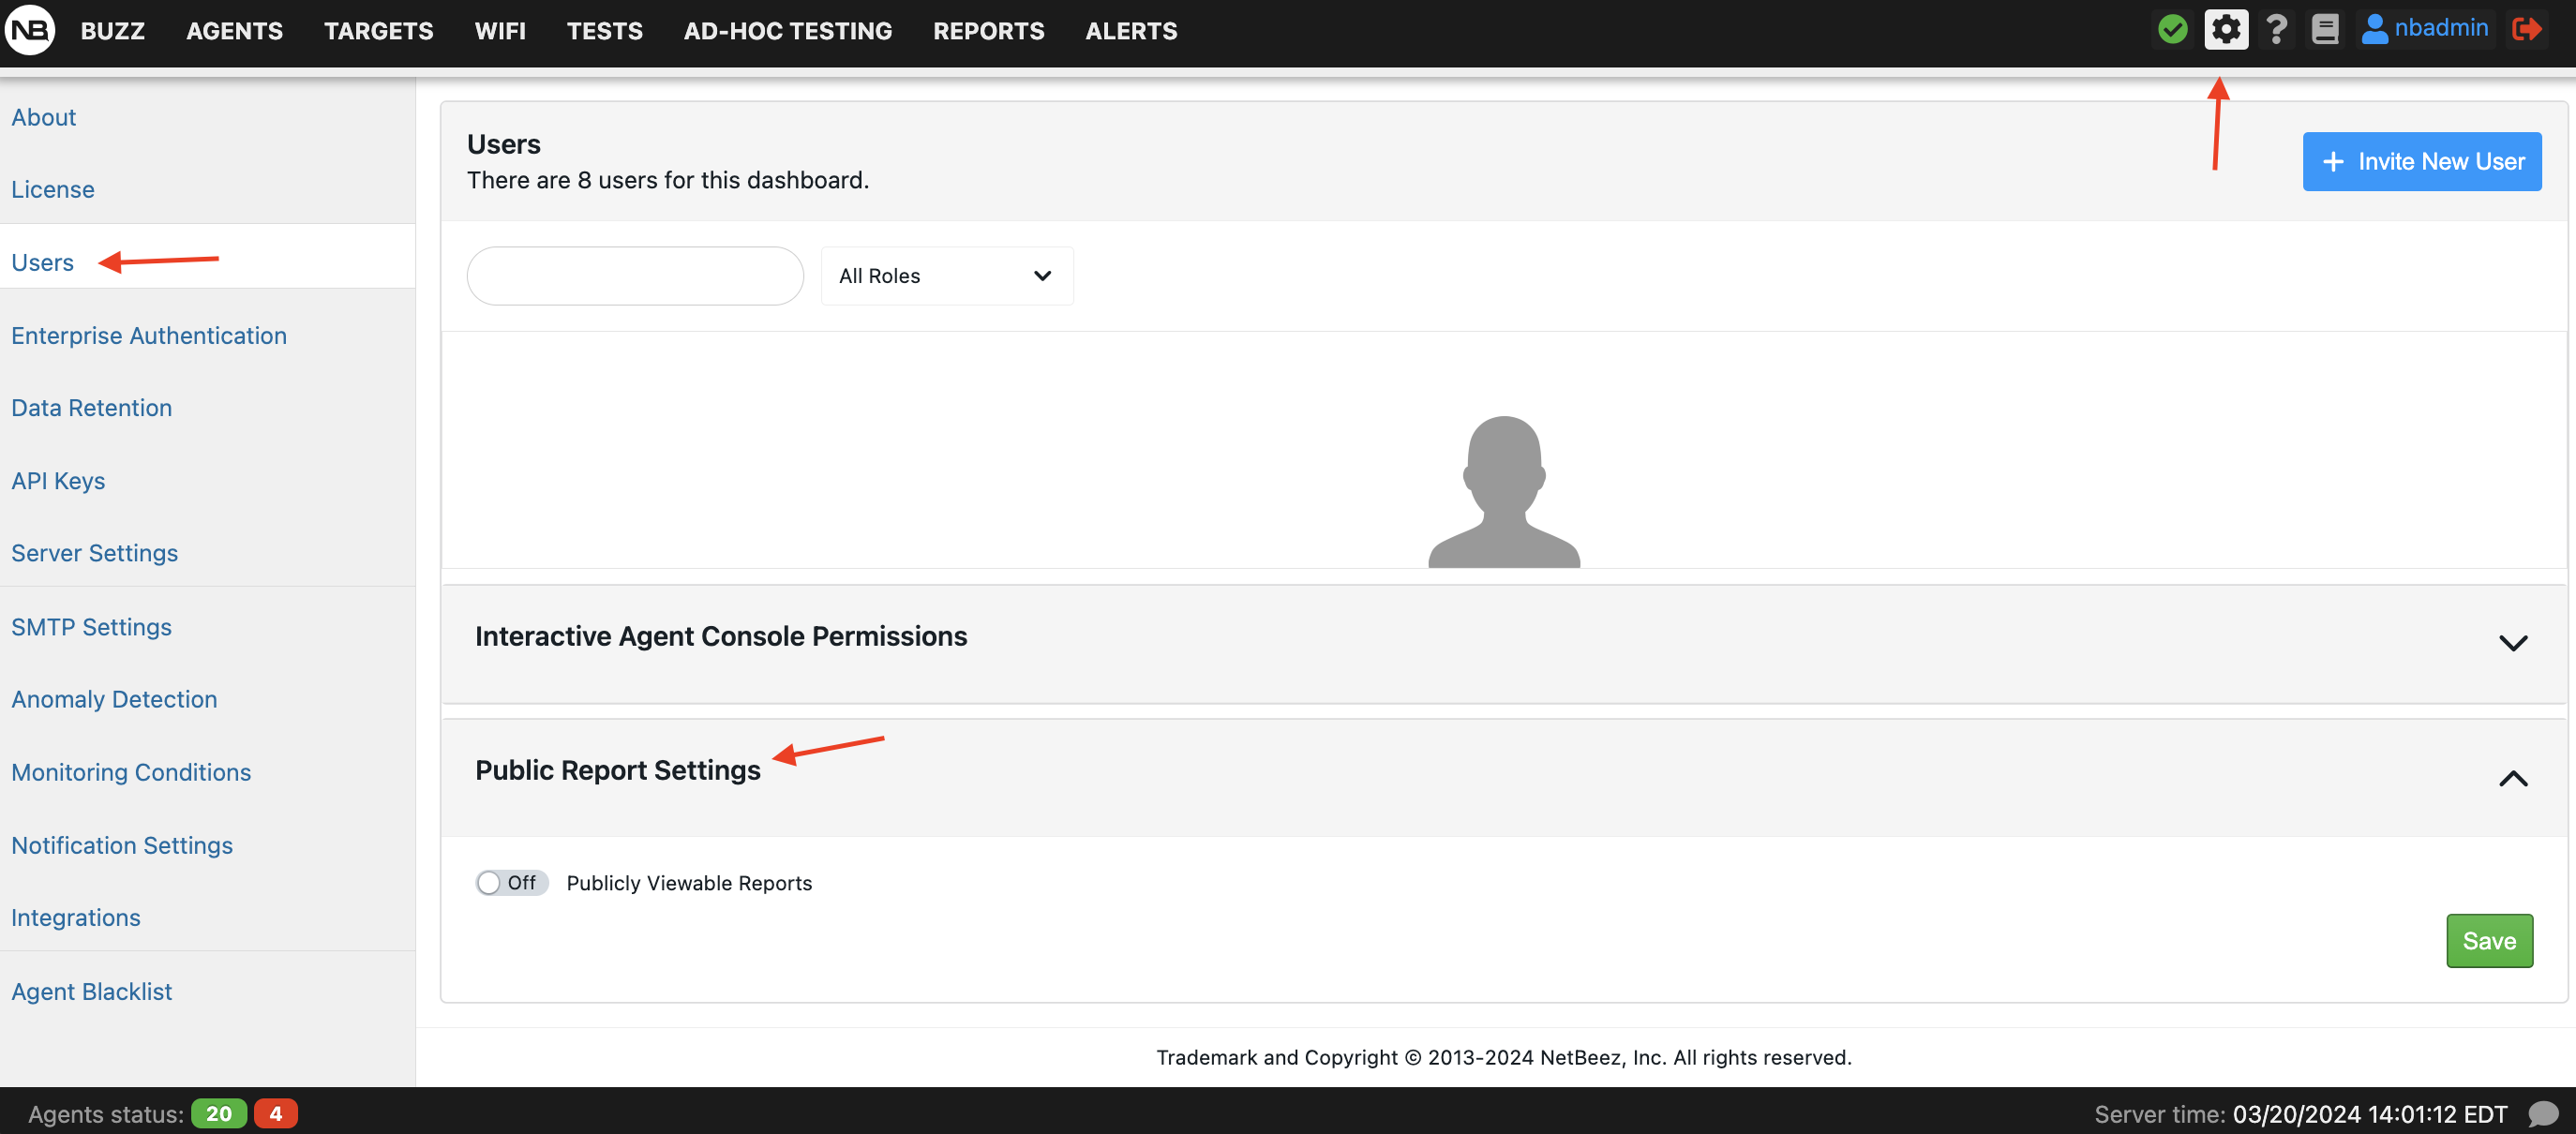 NB BUZZ AGENTS TARGETS WIFI TESTS AD-HOC TESTING REPORTS ALERTS ? nbadmin
About
License
Users
Enterprise Authentication
Data Retention
API Keys
Server Settings
SMTP Settings
Anomaly Detection
Monitoring Conditions
Notification Settings
Integrations
Agent Blacklist
Users
There are 8 users for this dashboard.
+ Invite New User
All Roles
Interactive Agent Console Permissions
Public Report Settings
Off Publicly Viewable Reports
Save
Trademark and Copyright © 2013-2024 NetBeez, Inc. All rights reserved.
Agents status: 20 4
Server time: 03/20/2024 14:01:12 EDT